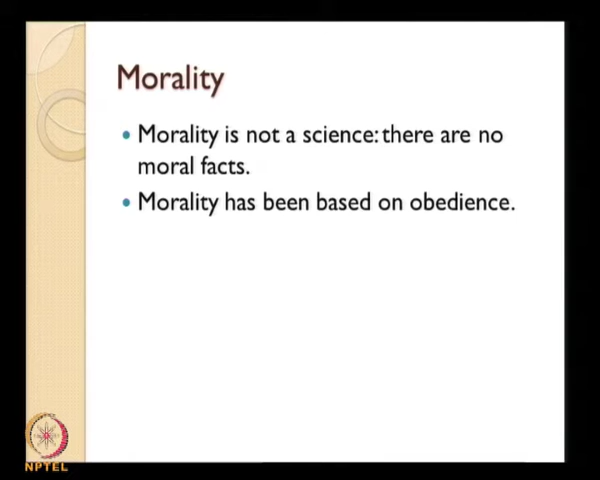 Morality
• Morality is not a science: there are no
moral facts.
• Morality has been based on obedience.
NPTEL